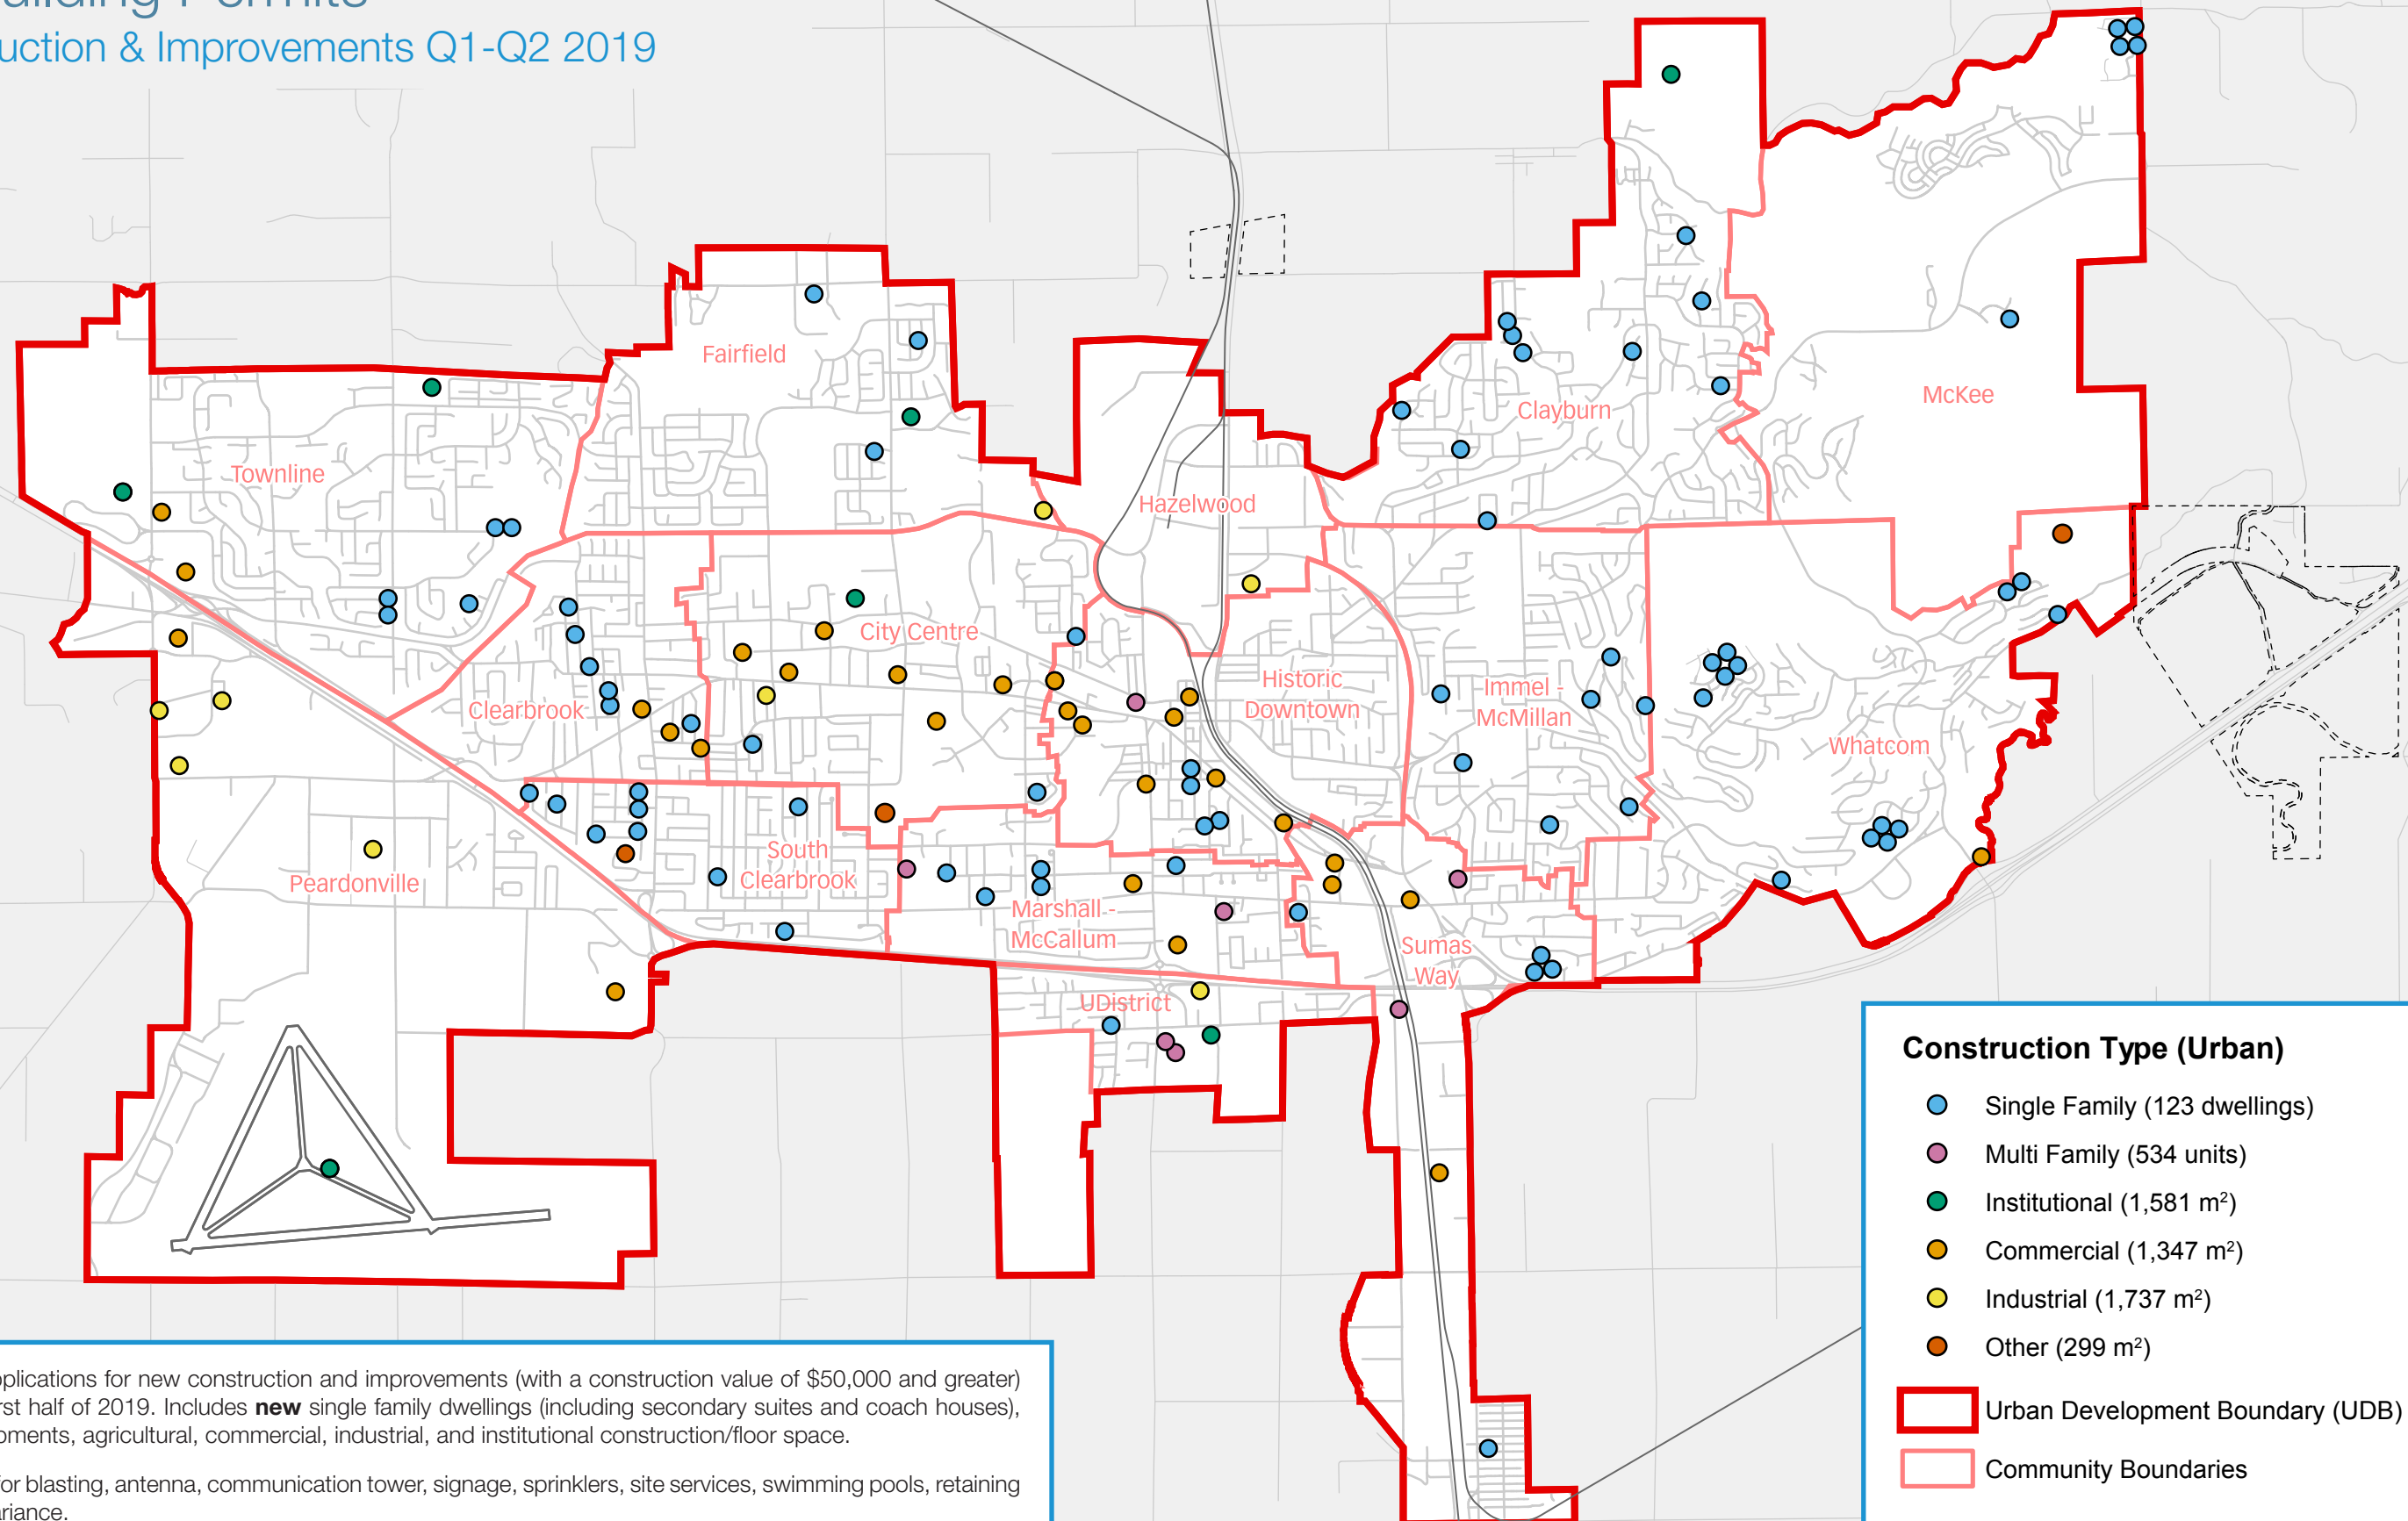 uilding Permits
uction & Improvements Q1-Q2 2019
Fairfield
McKee
Clayburn
Townline
Hazelwood
City Centre
Historic
Downtown
Immel -
McMillan
Clearbrook
Whatcom
South
Clearbrook
Peardonville
Marshall -
McCallum
Sumas
Way
UDistrict
Construction Type (Urban)
Single Family (123 dwellings)
Multi Family (534 units)
Institutional (1,581 m²)
Commercial (1,347 m²)
Industrial (1,737 m²)
Other (299 m²)
Urban Development Boundary (UDB)
Community Boundaries
plications for new construction and improvements (with a construction value of $50,000 and greater)
rst half of 2019. Includes new single family dwellings (including secondary suites and coach houses),
pments, agricultural, commercial, industrial, and institutional construction/floor space.
or blasting, antenna, communication tower, signage, sprinklers, site services, swimming pools, retaining
ariance.